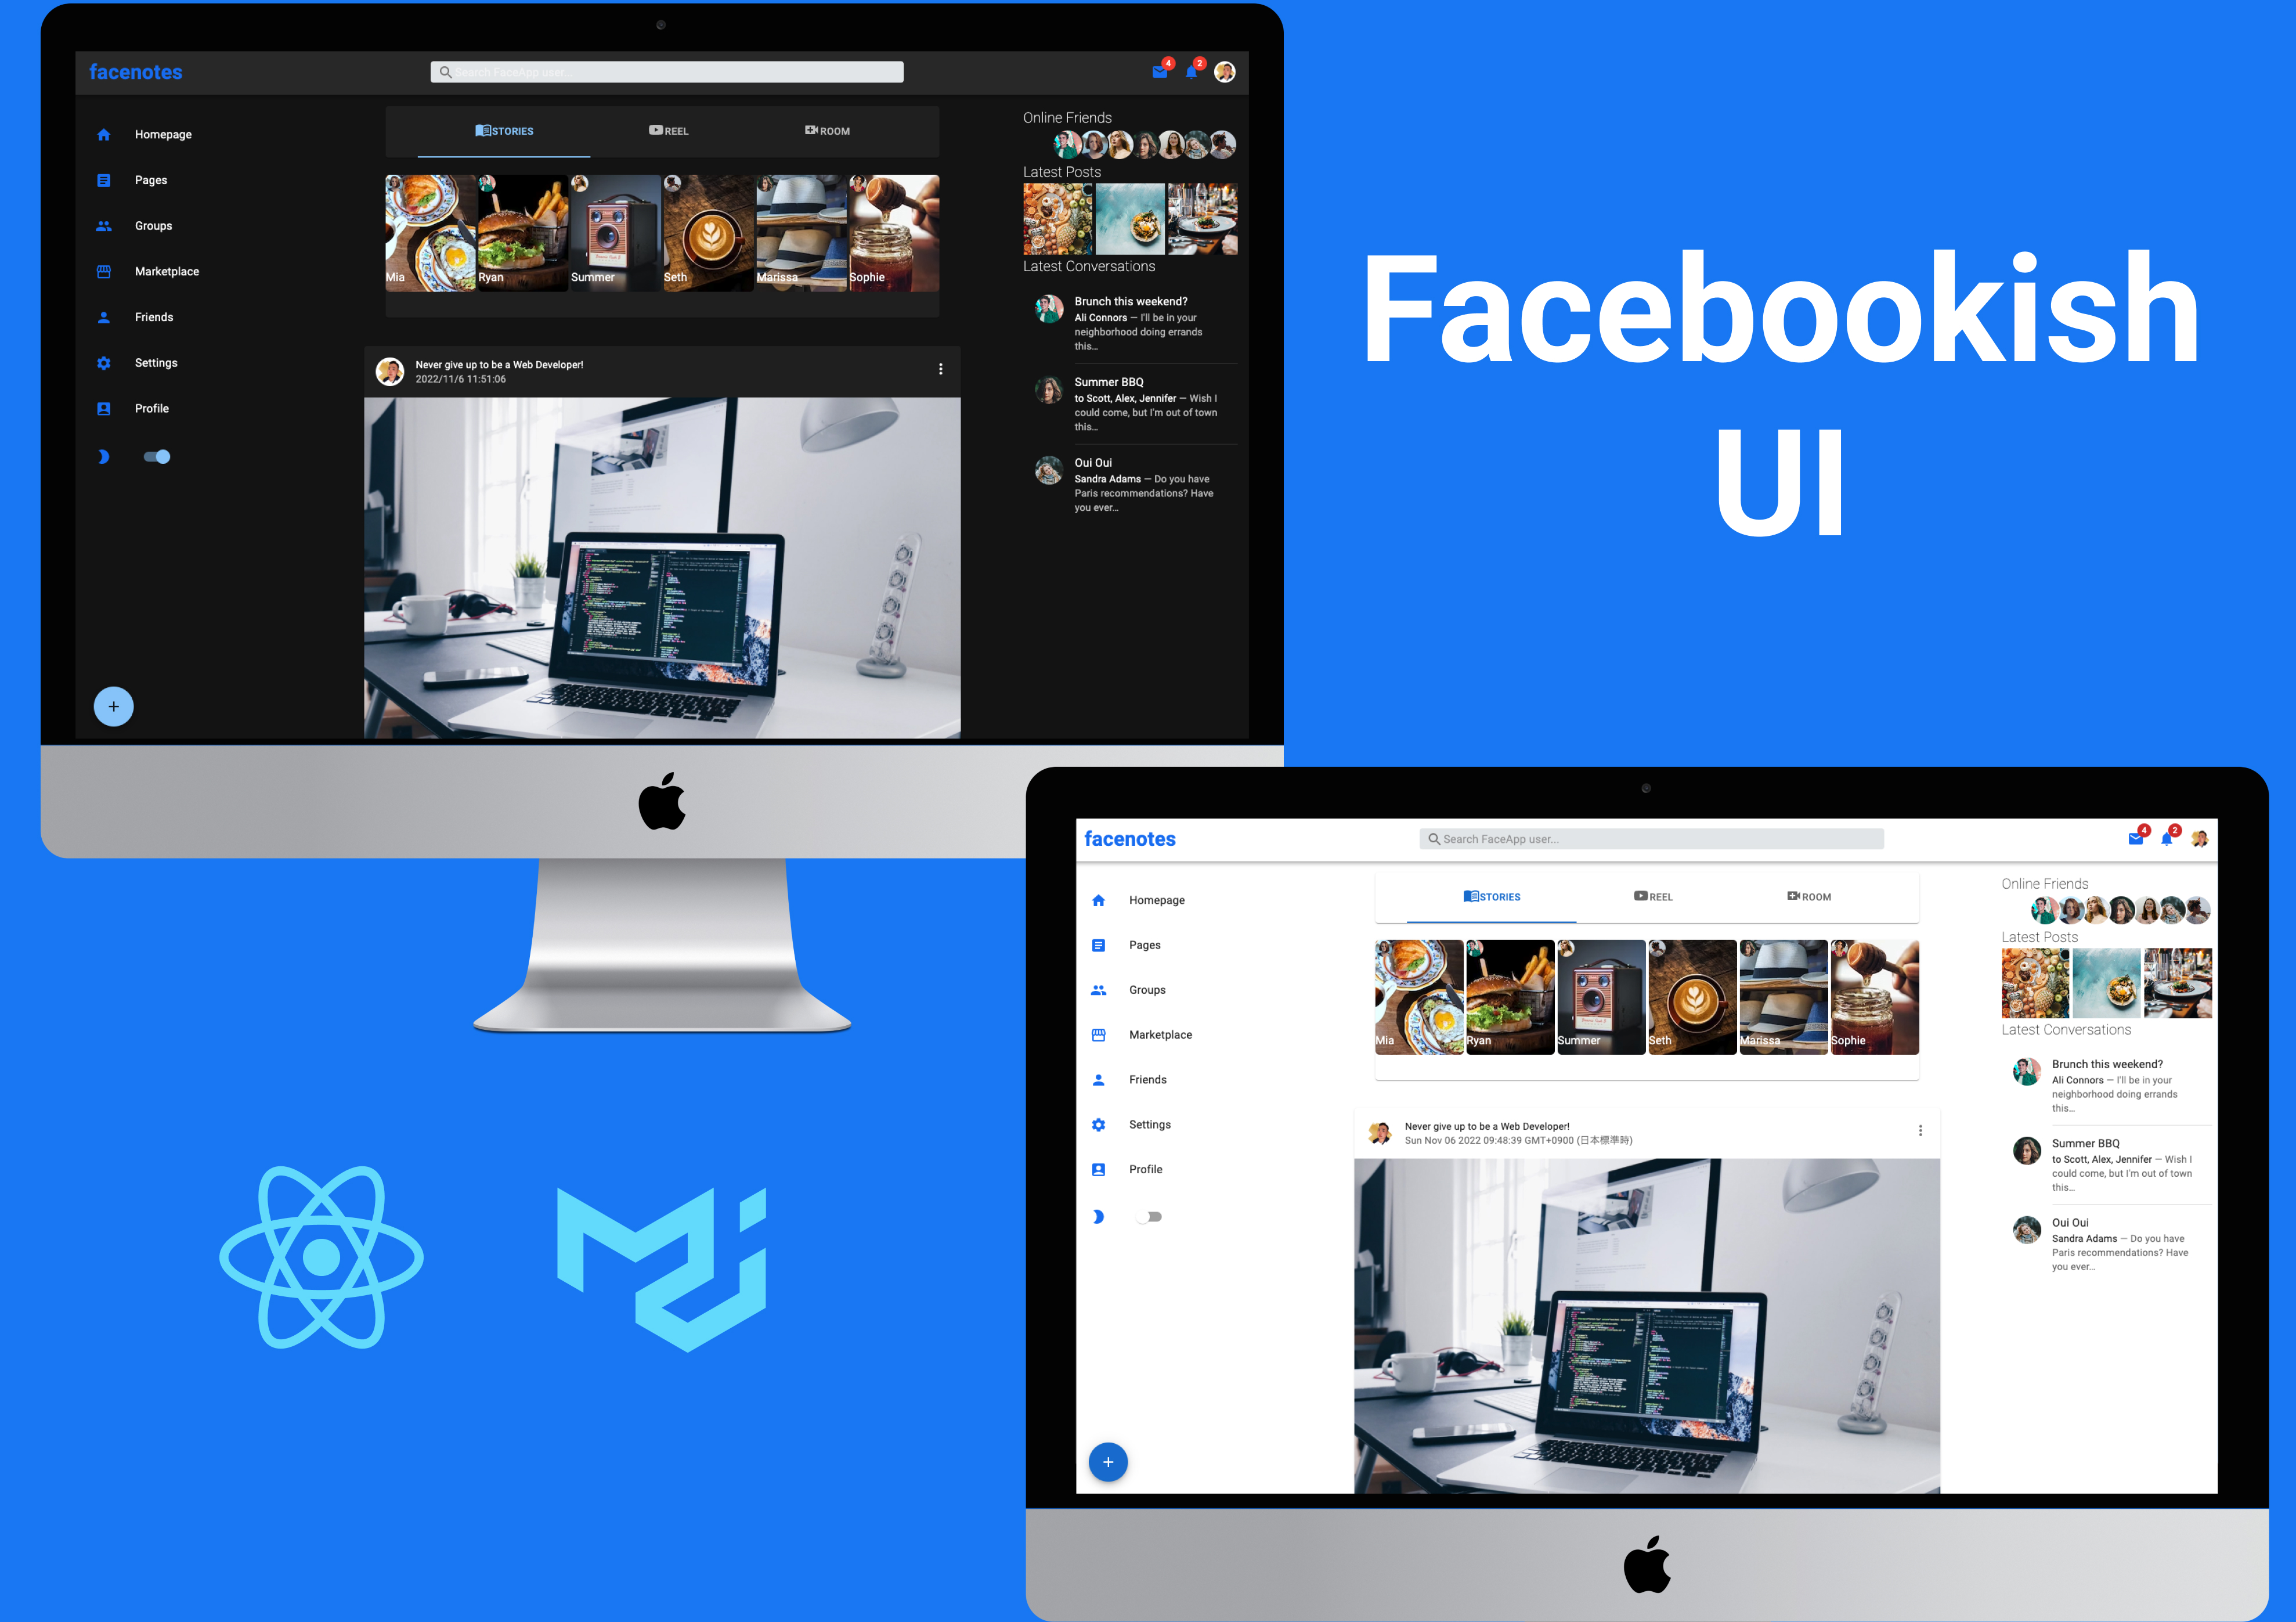 facenotes
Search FaceApp user...
4
2
Homepage
Pages
Groups
Marketplace
Friends
Settings
Profile
STORIES
REEL
ROOM
Mia
Ryan
Summer
Seth
Marissa
Sophie
Never give up to be a Web Developer!
2022/11/6 11:51:06
Online Friends
Latest Posts
Latest Conversations
Brunch this weekend?
Ali Connors — I'll be in your
neighborhood doing errands
this…
Summer BBQ
to Scott, Alex, Jennifer — Wish I
could come, but I'm out of town
this…
Oui Oui
Sandra Adams — Do you have
Paris recommendations? Have
you ever…
+
Facebookish
UI
facenotes
Search FaceApp user...
4
2
Homepage
Pages
Groups
Marketplace
Friends
Settings
Profile
STORIES
REEL
ROOM
Mia
Ryan
Summer
Seth
Marissa
Sophie
Never give up to be a Web Developer!
Sun Nov 06 2022 09:48:39 GMT+0900 (日本標準時)
Online Friends
Latest Posts
Latest Conversations
Brunch this weekend?
Ali Connors — I'll be in your
neighborhood doing errands
this…
Summer BBQ
to Scott, Alex, Jennifer — Wish I
could come, but I'm out of town
this…
Oui Oui
Sandra Adams — Do you have
Paris recommendations? Have
you ever…
+